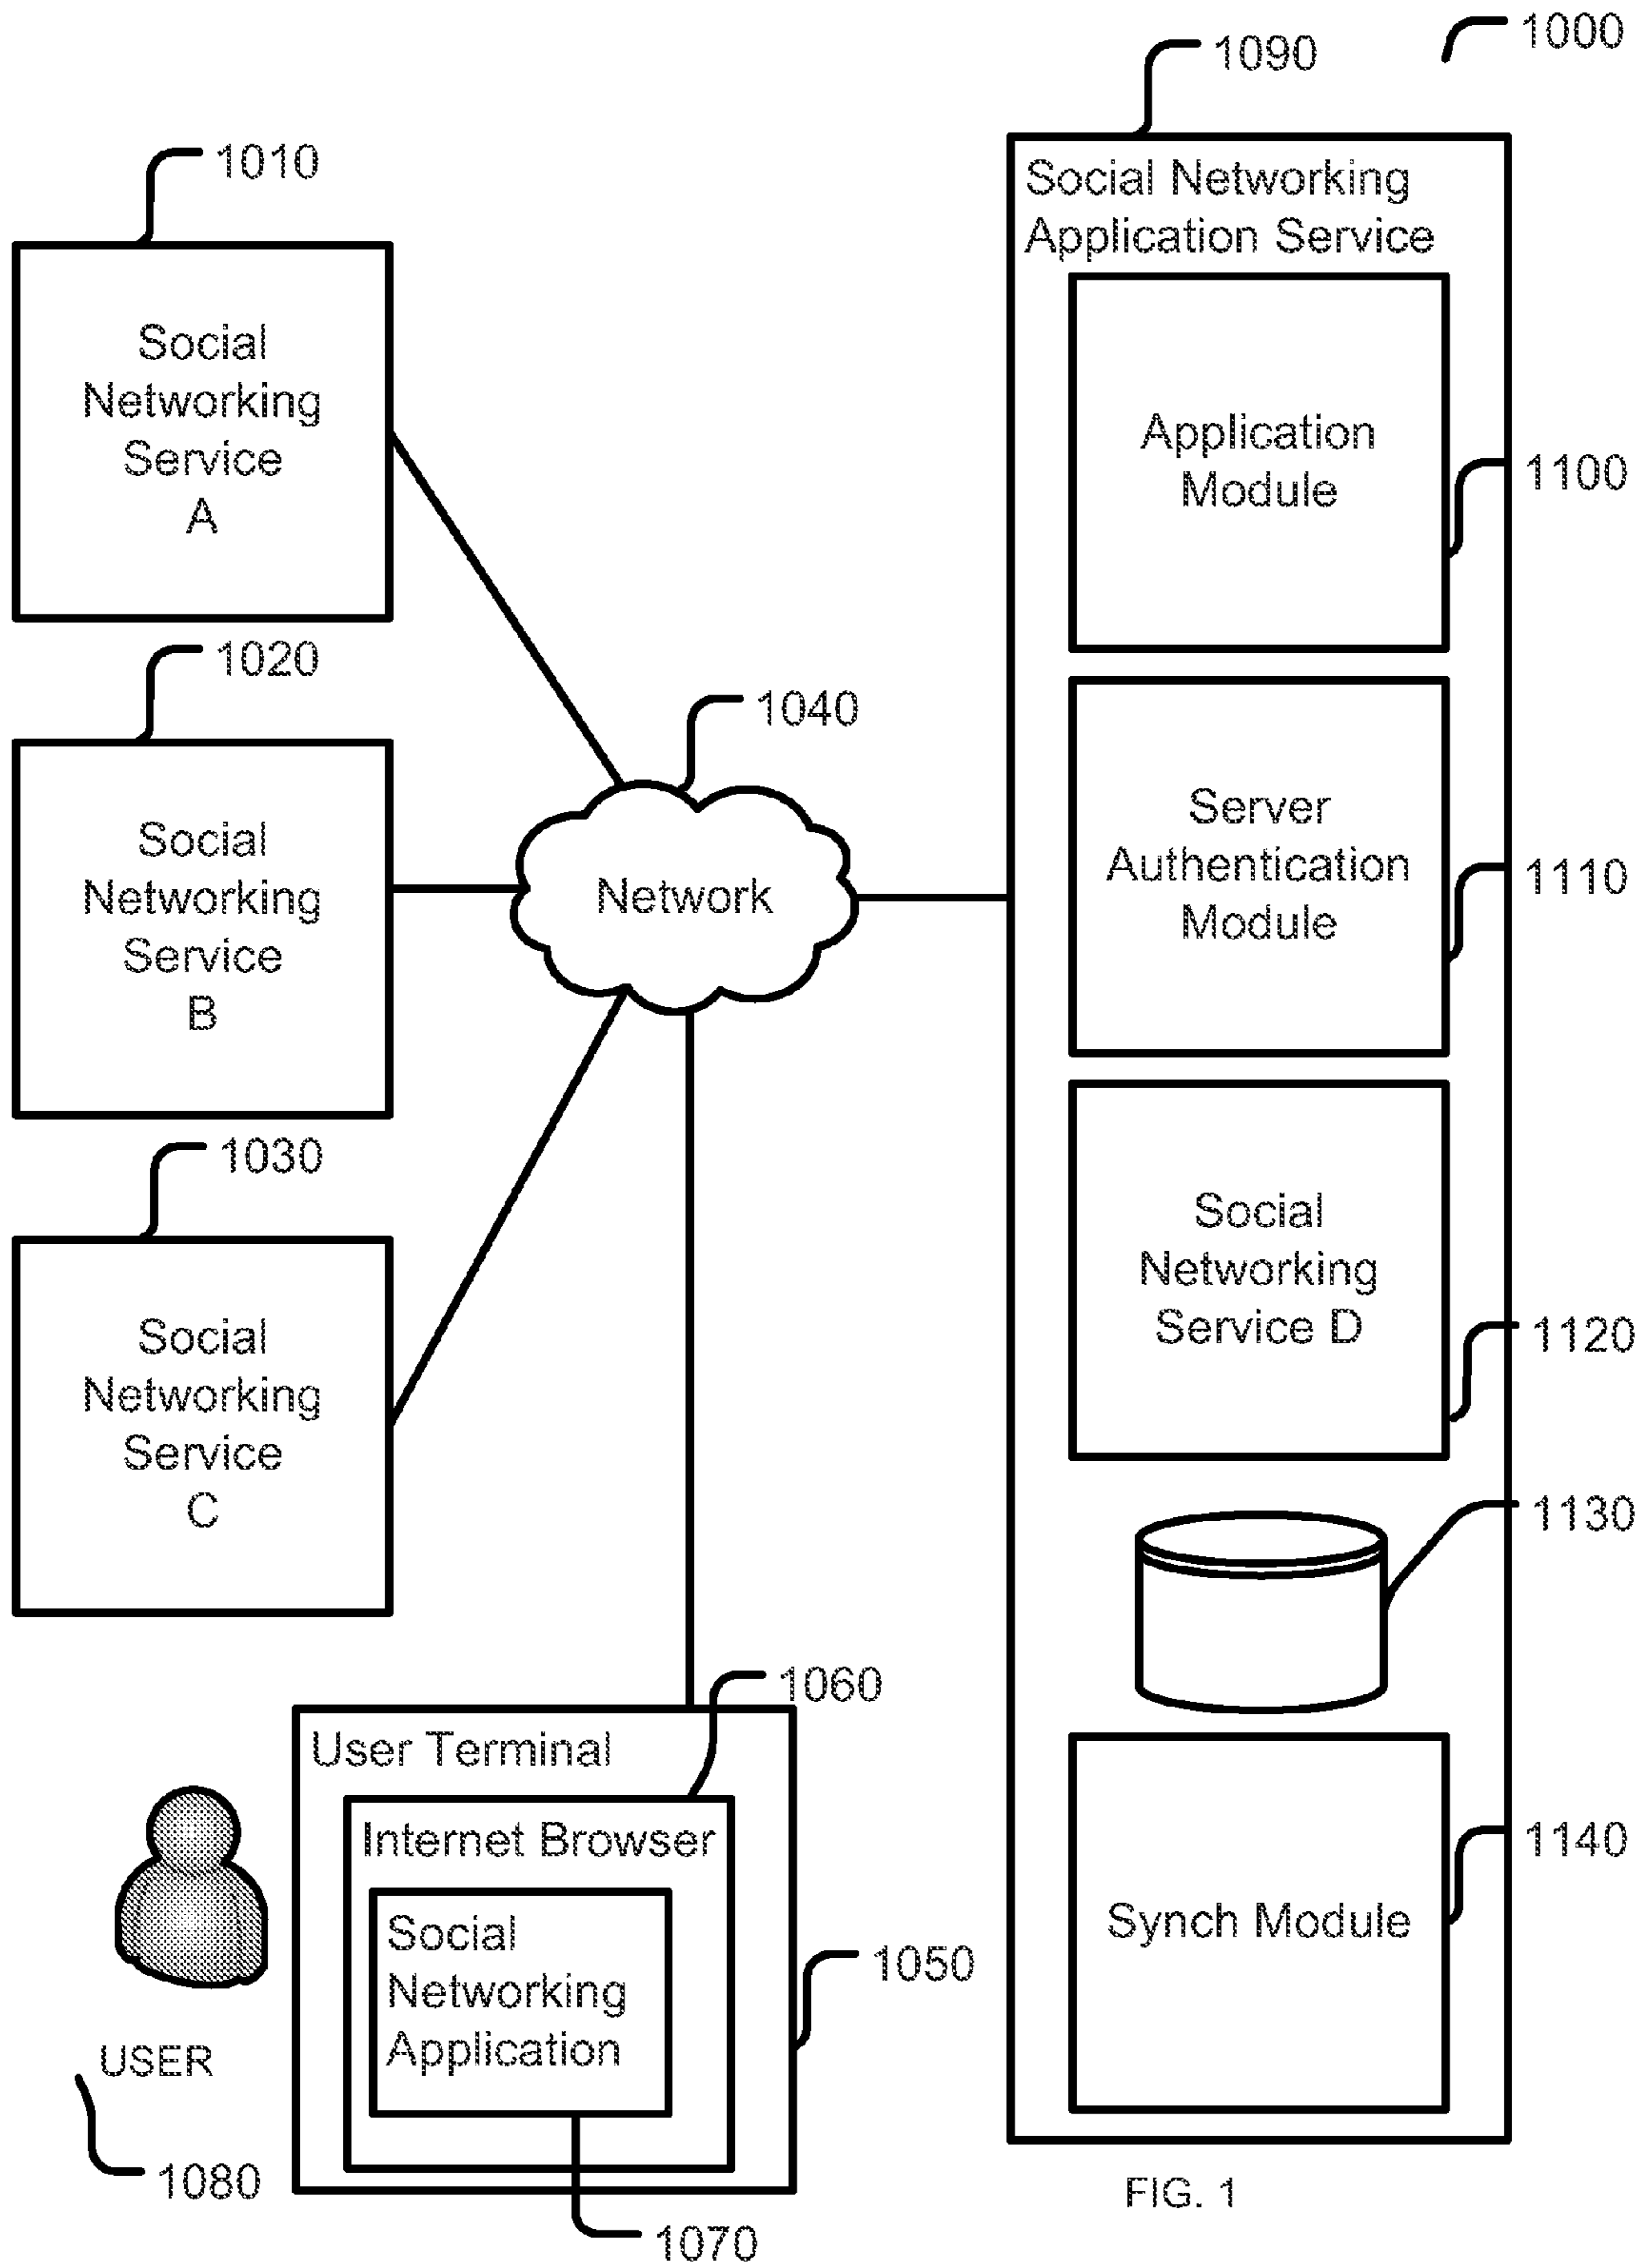 1000
1090
1010
Social Networking
Application Service
Social
Networking
Service
A
Application
Module
1100
1020
1040
Social
Networking
Service
B
Network
Server
Authentication
Module
1110
1030
Social
Networking
Service
C
Social
Networking
Service D
1120
1130
1060
User Terminal
Internet Browser
Social
Networking
Application
1050
Synch Module
1140
USER
1080
1070
FIG. 1